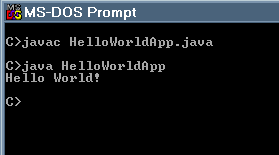 MS-DOS Prompt
C>javac HelloWorldApp.java
C>java HelloWorldApp
Hello World!
C>